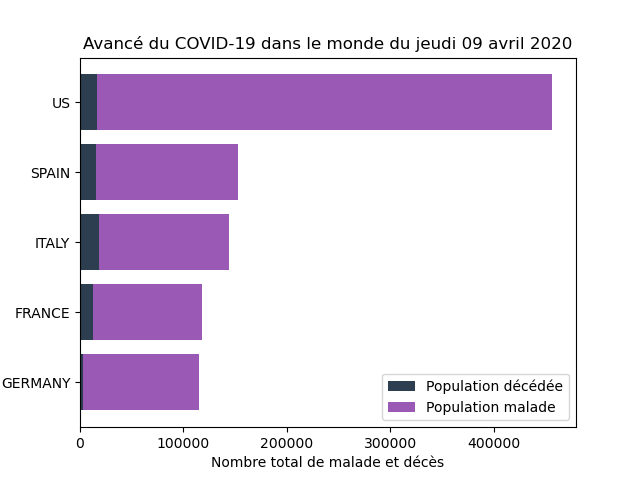 Avancé du COVID-19 dans le monde du jeudi 09 avril 2020
US
SPAIN
ITALY
FRANCE
GERMANY
Population décédée
Population malade
0 100000 200000 300000 400000
Nombre total de malade et décès